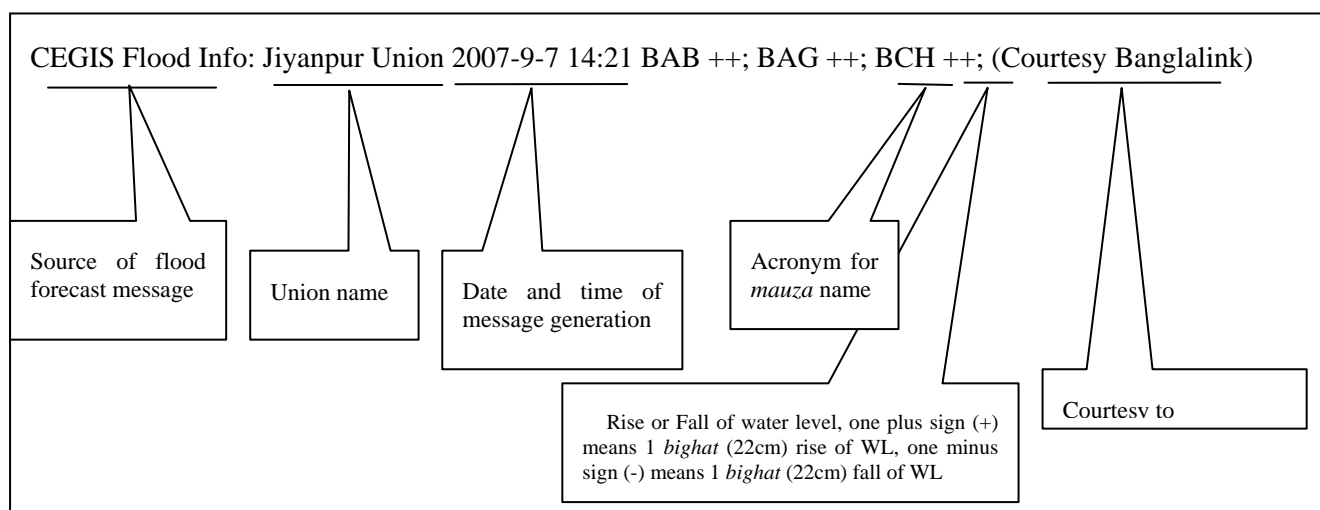 CEGIS Flood Info: Jiyanpur Union 2007-9-7 14:21 BAB ++; BAG ++; BCH ++; (Courtesy Banglalink)
Source of flood
forecast message
Union name
Date and time of
message generation
Acronym for
mauza name
Rise or Fall of water level, one plus sign (+)
means 1 bighat (22cm) rise of WL, one minus
sign (-) means 1 bighat (22cm) fall of WL
Courtesy to